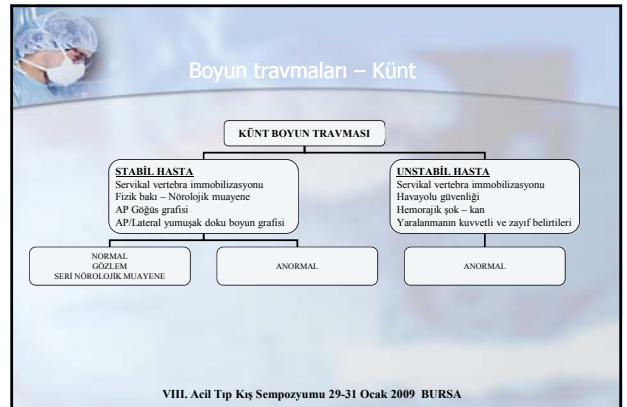 Boyun travmaları – Künt
KÜNT BOYUN TRAVMASI
STABİL HASTA
Servikal vertebra immobilizasyonu
Fizik bakı – Nörolojik muayene
AP Göğüs grafisi
AP/Lateral yumuşak doku boyun grafisi
UNSTABİL HASTA
Servikal vertebra immobilizasyonu
Havayolu güvenliği
Hemorajik şok – kan
Yaralanmanın kuvvetli ve zayıf belirtileri
NORMAL
GÖZLEM
SERİ NÖROLOJİK MUAYENE
ANORMAL
ANORMAL
VIII. Acil Tıp Kış Sempozyumu 29-31 Ocak 2009 BURSA